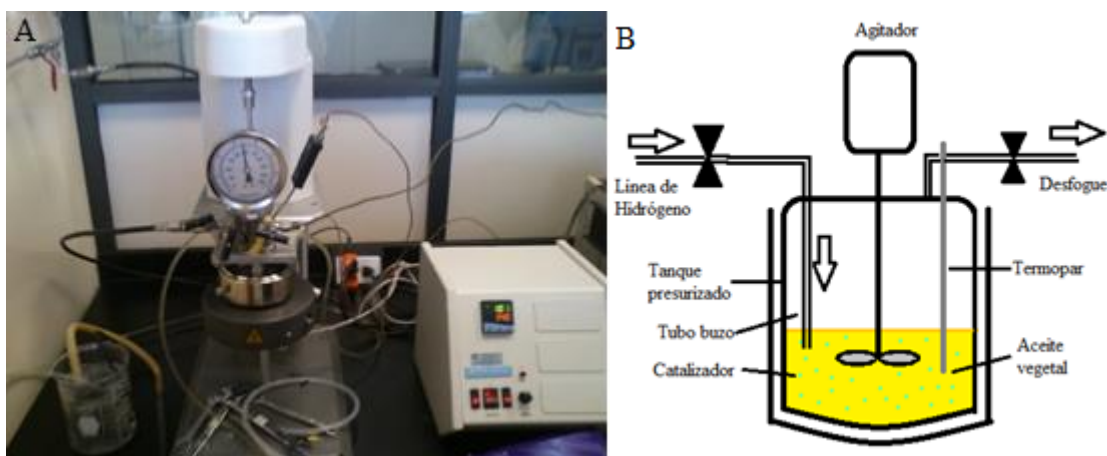 A
B
Agitador
Línea de
Hidrógeno
Desfogue
Tanque
presurizado
Termopar
Tubo buzo
Catalizador
Aceite
vegetal